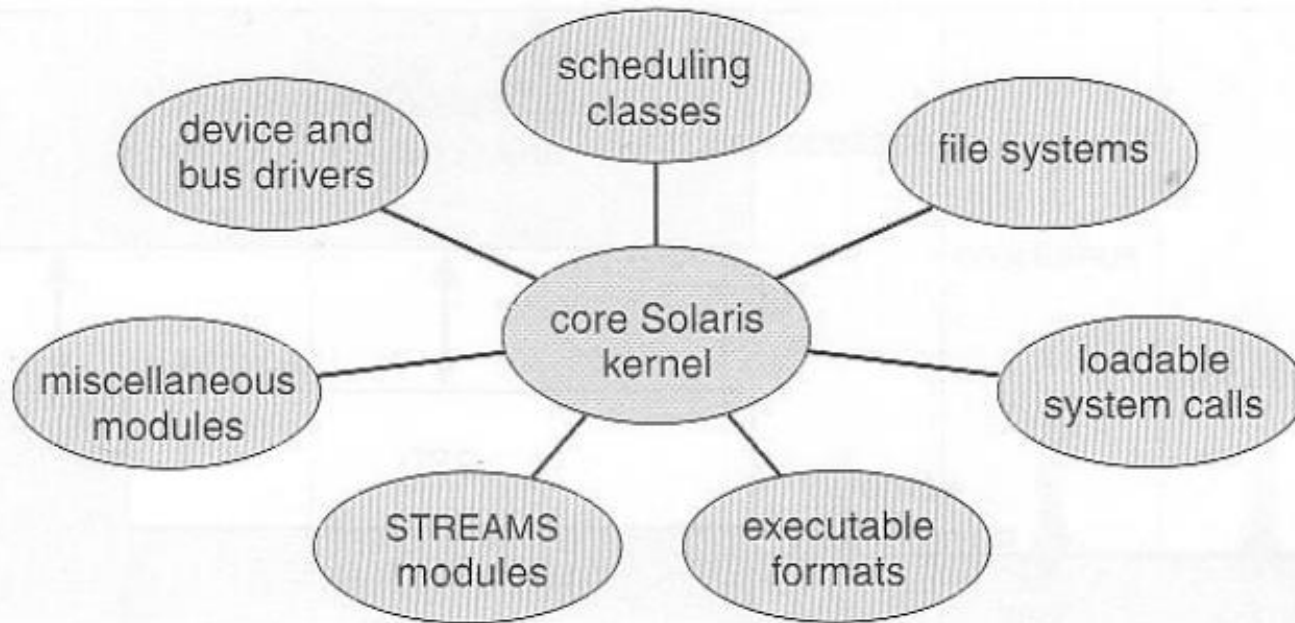 scheduling
classes
device and
bus drivers
file systems
core Solaris
kernel
loadable
system calls
miscellaneous
modules
STREAMS
modules
executable
formats